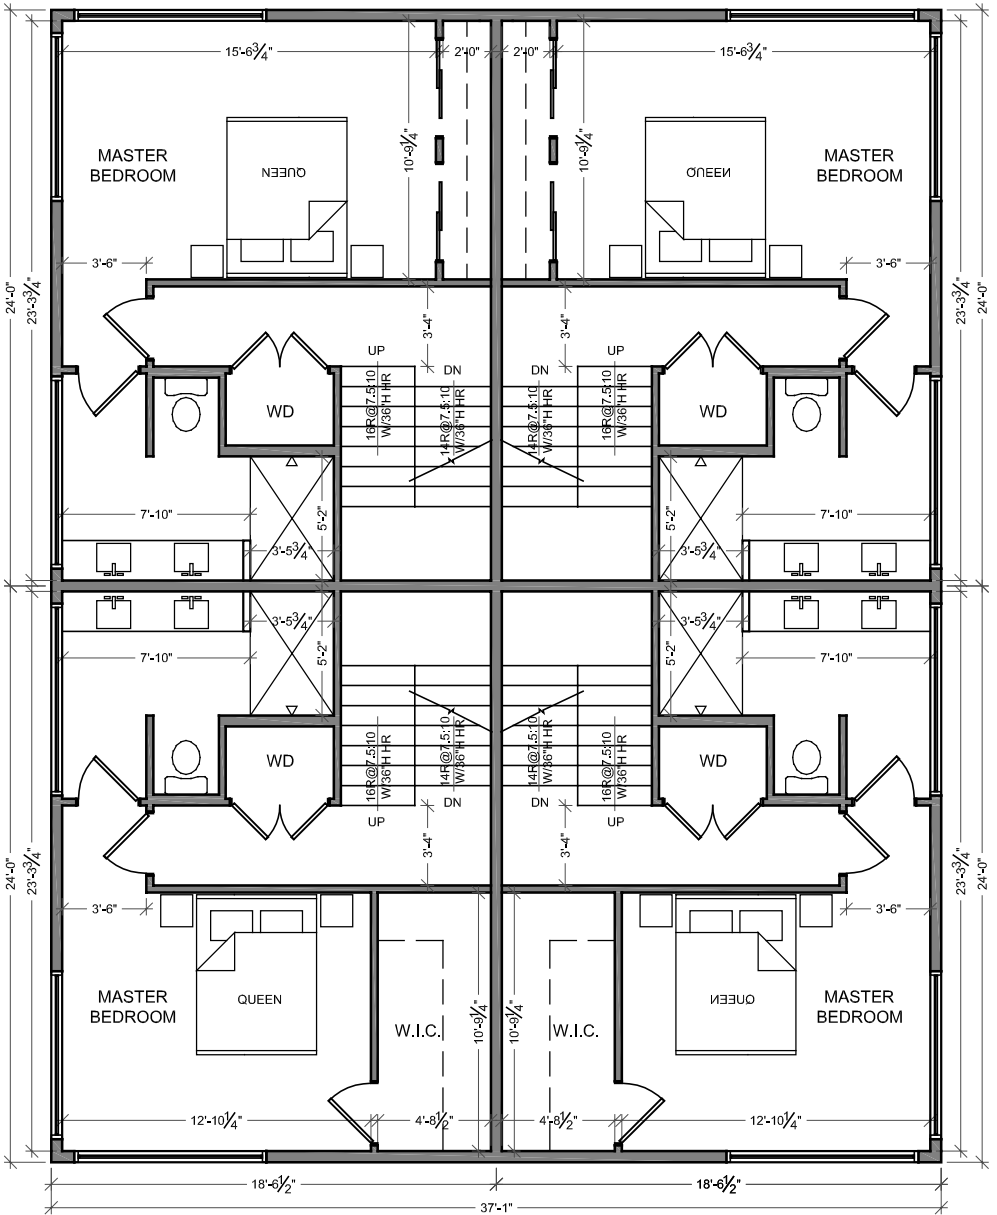 15'-6¾"
2'-0"
2'-0"
15'-6¾"
10'-9¼"
10'-9¼"
MASTER
BEDROOM
QUEEN
QUEEN
MASTER
BEDROOM
3'-6"
3'-6"
24'-0"
23'-3¾"
23'-3¾"
24'-0"
3'-4"
3'-4"
UP
DN
DN
UP
16R@7.5:10
W/36"H HR
14R@7.5:10
W/36"H HR
14R@7.5:10
W/36"H HR
16R@7.5:10
W/36"H HR
WD
WD
7'-10"
5'-2"
5'-2"
7'-10"
3'-5¾"
3'-5¾"
3'-5¾"
3'-5¾"
7'-10"
5'-2"
5'-2"
7'-10"
WD
WD
16R@7.5:10
W/36"H HR
14R@7.5:10
W/36"H HR
14R@7.5:10
W/36"H HR
16R@7.5:10
W/36"H HR
DN
DN
UP
UP
3'-4"
3'-4"
24'-0"
23'-3¾"
23'-3¾"
24'-0"
3'-6"
3'-6"
MASTER
BEDROOM
QUEEN
QUEEN
MASTER
BEDROOM
W.I.C.
10'-9¼"
10'-9¼"
W.I.C.
12'-10¼"
4'-8½"
4'-8½"
12'-10¼"
18'-6½"
18'-6½"
37'-1"